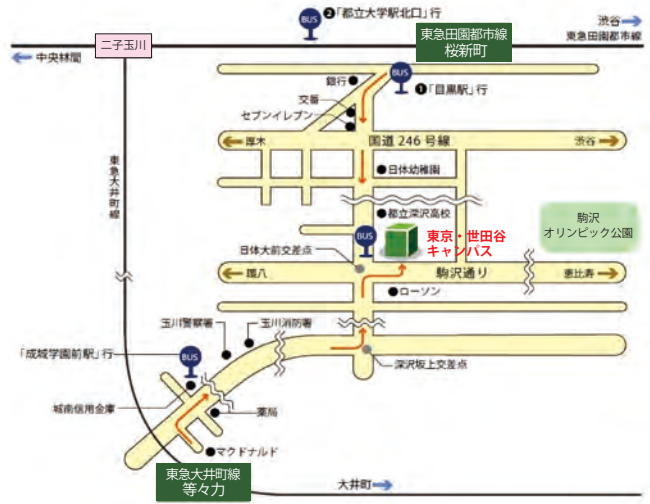 BUS
❷「都立大学駅北口」行
渋谷
東急田園都市線
東急田園都市線
桜新町
二子玉川
中央林間
銀行
BUS
❶「目黒駅」行
交番
セブンイレブン
厚木
国道246号線
渋谷
東急大井町線
日体幼稚園
都立深沢高校
BUS
東京・世田谷
キャンパス
駒沢
オリンピック公園
日体大前交差点
環八
駒沢通り
恵比寿
ローソン
玉川警察署
玉川消防署
「成城学園前駅」行
BUS
深沢坂上交差点
城南信用金庫
薬局
マクドナルド
東急大井町線
等々力
大井町